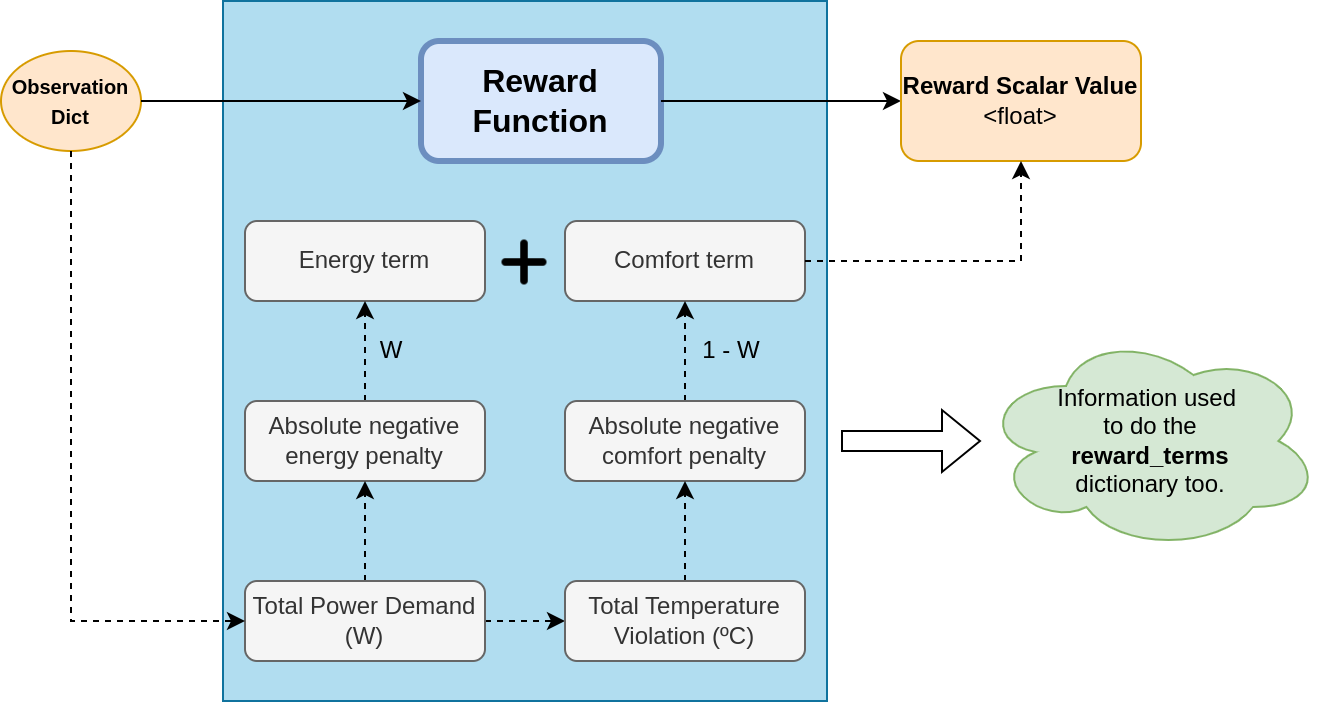 Observation
Dict
Reward
Function
Reward Scalar Value
<float>
Energy term
Comfort term
W
1 - W
Absolute negative
energy penalty
Absolute negative
comfort penalty
Information used
to do the
reward_terms
dictionary too.
Total Power Demand
(W)
Total Temperature
Violation (ºC)